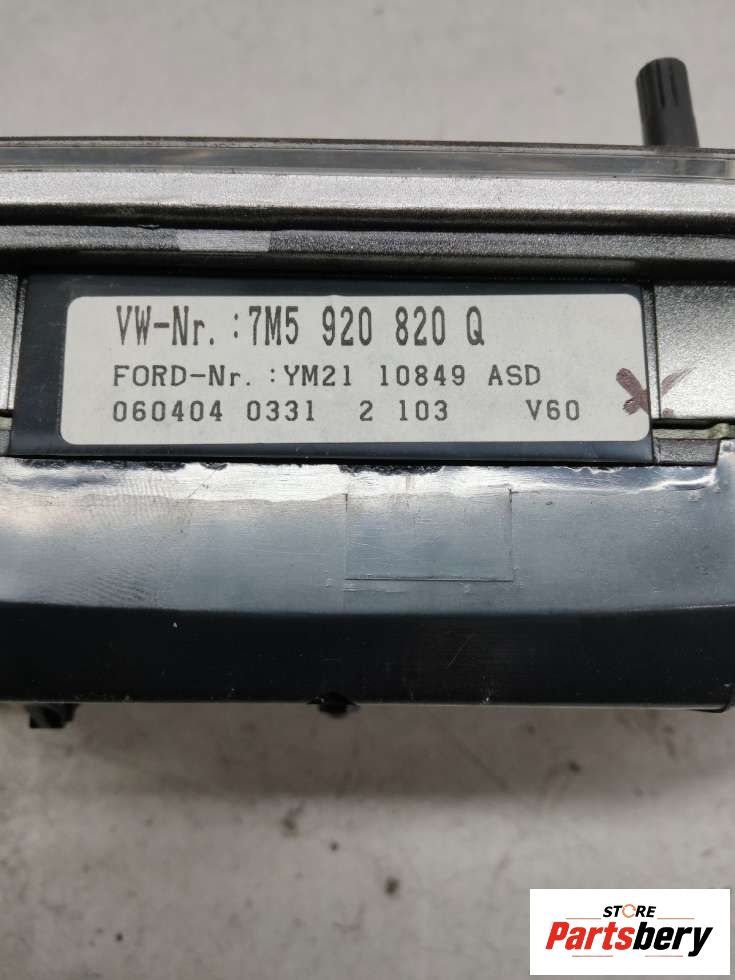 VW-Nr. :7M5 920 820 Q
FORD-Nr. :YM21 10849 ASD
060404 0331 2 103 V60
STORE
Partsbery